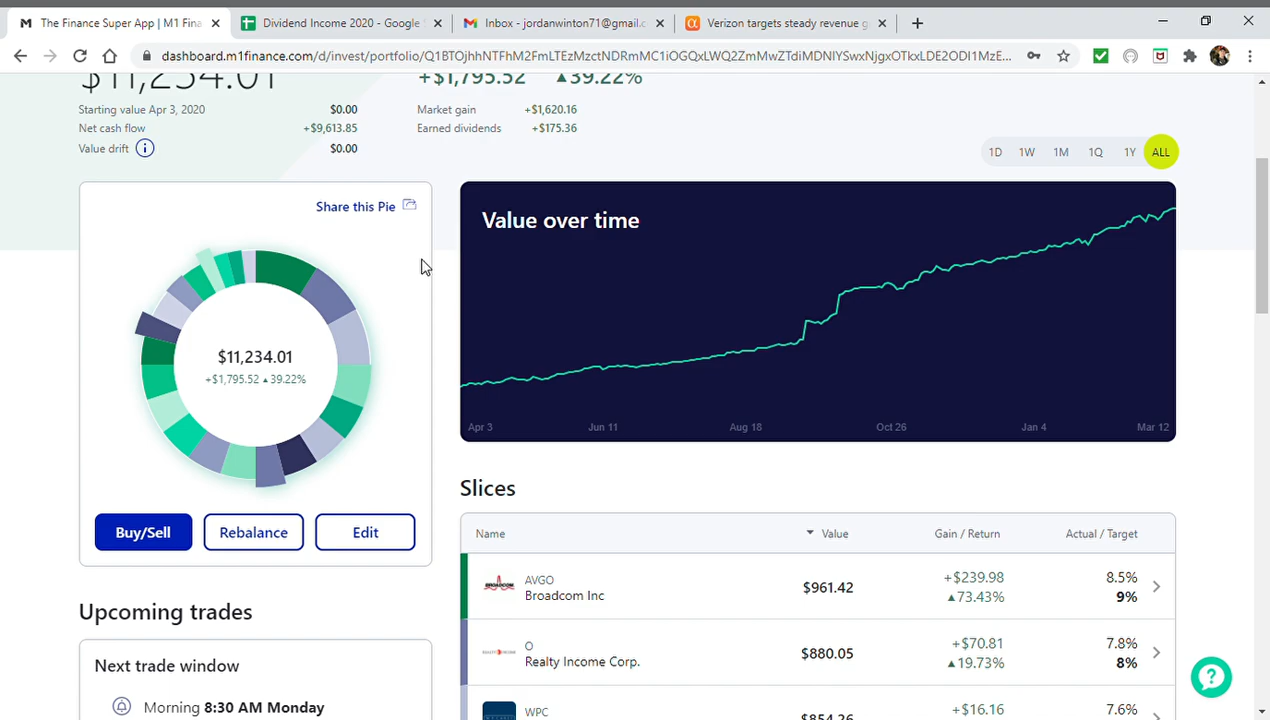 The Finance Super App | M1 Fina
Dividend Income 2020 - Google S
Inbox - jordanwinton71@gmail.c
Verizon targets steady revenue g
dashboard.m1finance.com/d/invest/portfolio/Q1BTOjhhNTFhM2FmLTEzMzctNDRmMC1iOGQxLWQ2ZmMwZTdiMDNlYSwxNjgxOTkxLDE2ODI1MzE...
$11,234.01
+$1,795.52 ▲39.22%
Starting value Apr 3, 2020 $0.00
Market gain +$1,620.16
Net cash flow +$9,613.85
Earned dividends +$175.36
Value drift $0.00
1D 1W 1M 1Q 1Y ALL
Share this Pie
Value over time
$11,234.01
+$1,795.52 ▲39.22%
Apr 3 Jun 11 Aug 18 Oct 26 Jan 4 Mar 12
Buy/Sell Rebalance Edit
Slices
Name Value Gain / Return Actual / Target
BROADCOM
AVGO
Broadcom Inc
$961.42
+$239.98
▲73.43%
8.5%
9%
O
Realty Income Corp.
$880.05
+$70.81
▲19.73%
7.8%
8%
WPC
$854.26
+$16.16
7.6%
Upcoming trades
Next trade window
Morning 8:30 AM Monday